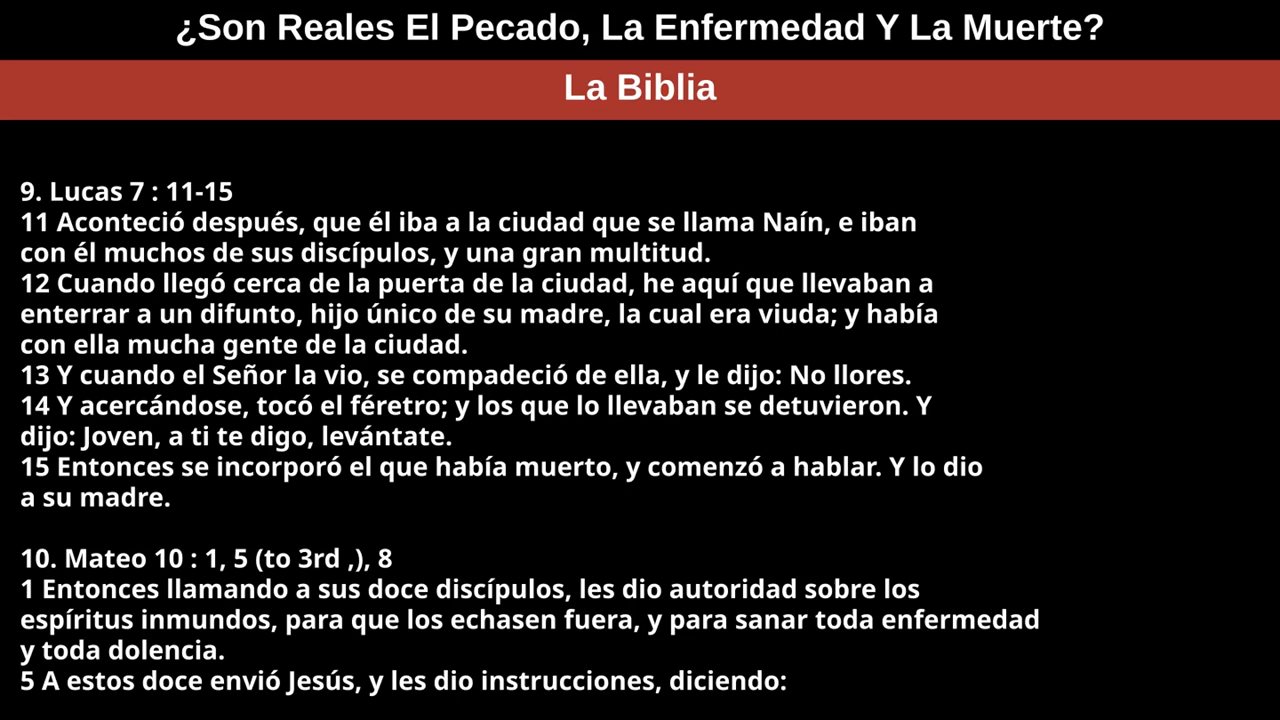 ¿Son Reales El Pecado, La Enfermedad Y La Muerte?
La Biblia
9. Lucas 7 : 11-15
11 Aconteció después, que él iba a la ciudad que se llama Naín, e iban
con él muchos de sus discípulos, y una gran multitud.
12 Cuando llegó cerca de la puerta de la ciudad, he aquí que llevaban a
enterrar a un difunto, hijo único de su madre, la cual era viuda; y había
con ella mucha gente de la ciudad.
13 Y cuando el Señor la vio, se compadeció de ella, y le dijo: No llores.
14 Y acercándose, tocó el féretro; y los que lo llevaban se detuvieron. Y
dijo: Joven, a ti te digo, levántate.
15 Entonces se incorporó el que había muerto, y comenzó a hablar. Y lo dio
a su madre.
10. Mateo 10 : 1, 5 (to 3rd ,), 8
1 Entonces llamando a sus doce discípulos, les dio autoridad sobre los
espíritus inmundos, para que los echasen fuera, y para sanar toda enfermedad
y toda dolencia.
5 A estos doce envió Jesús, y les dio instrucciones, diciendo: